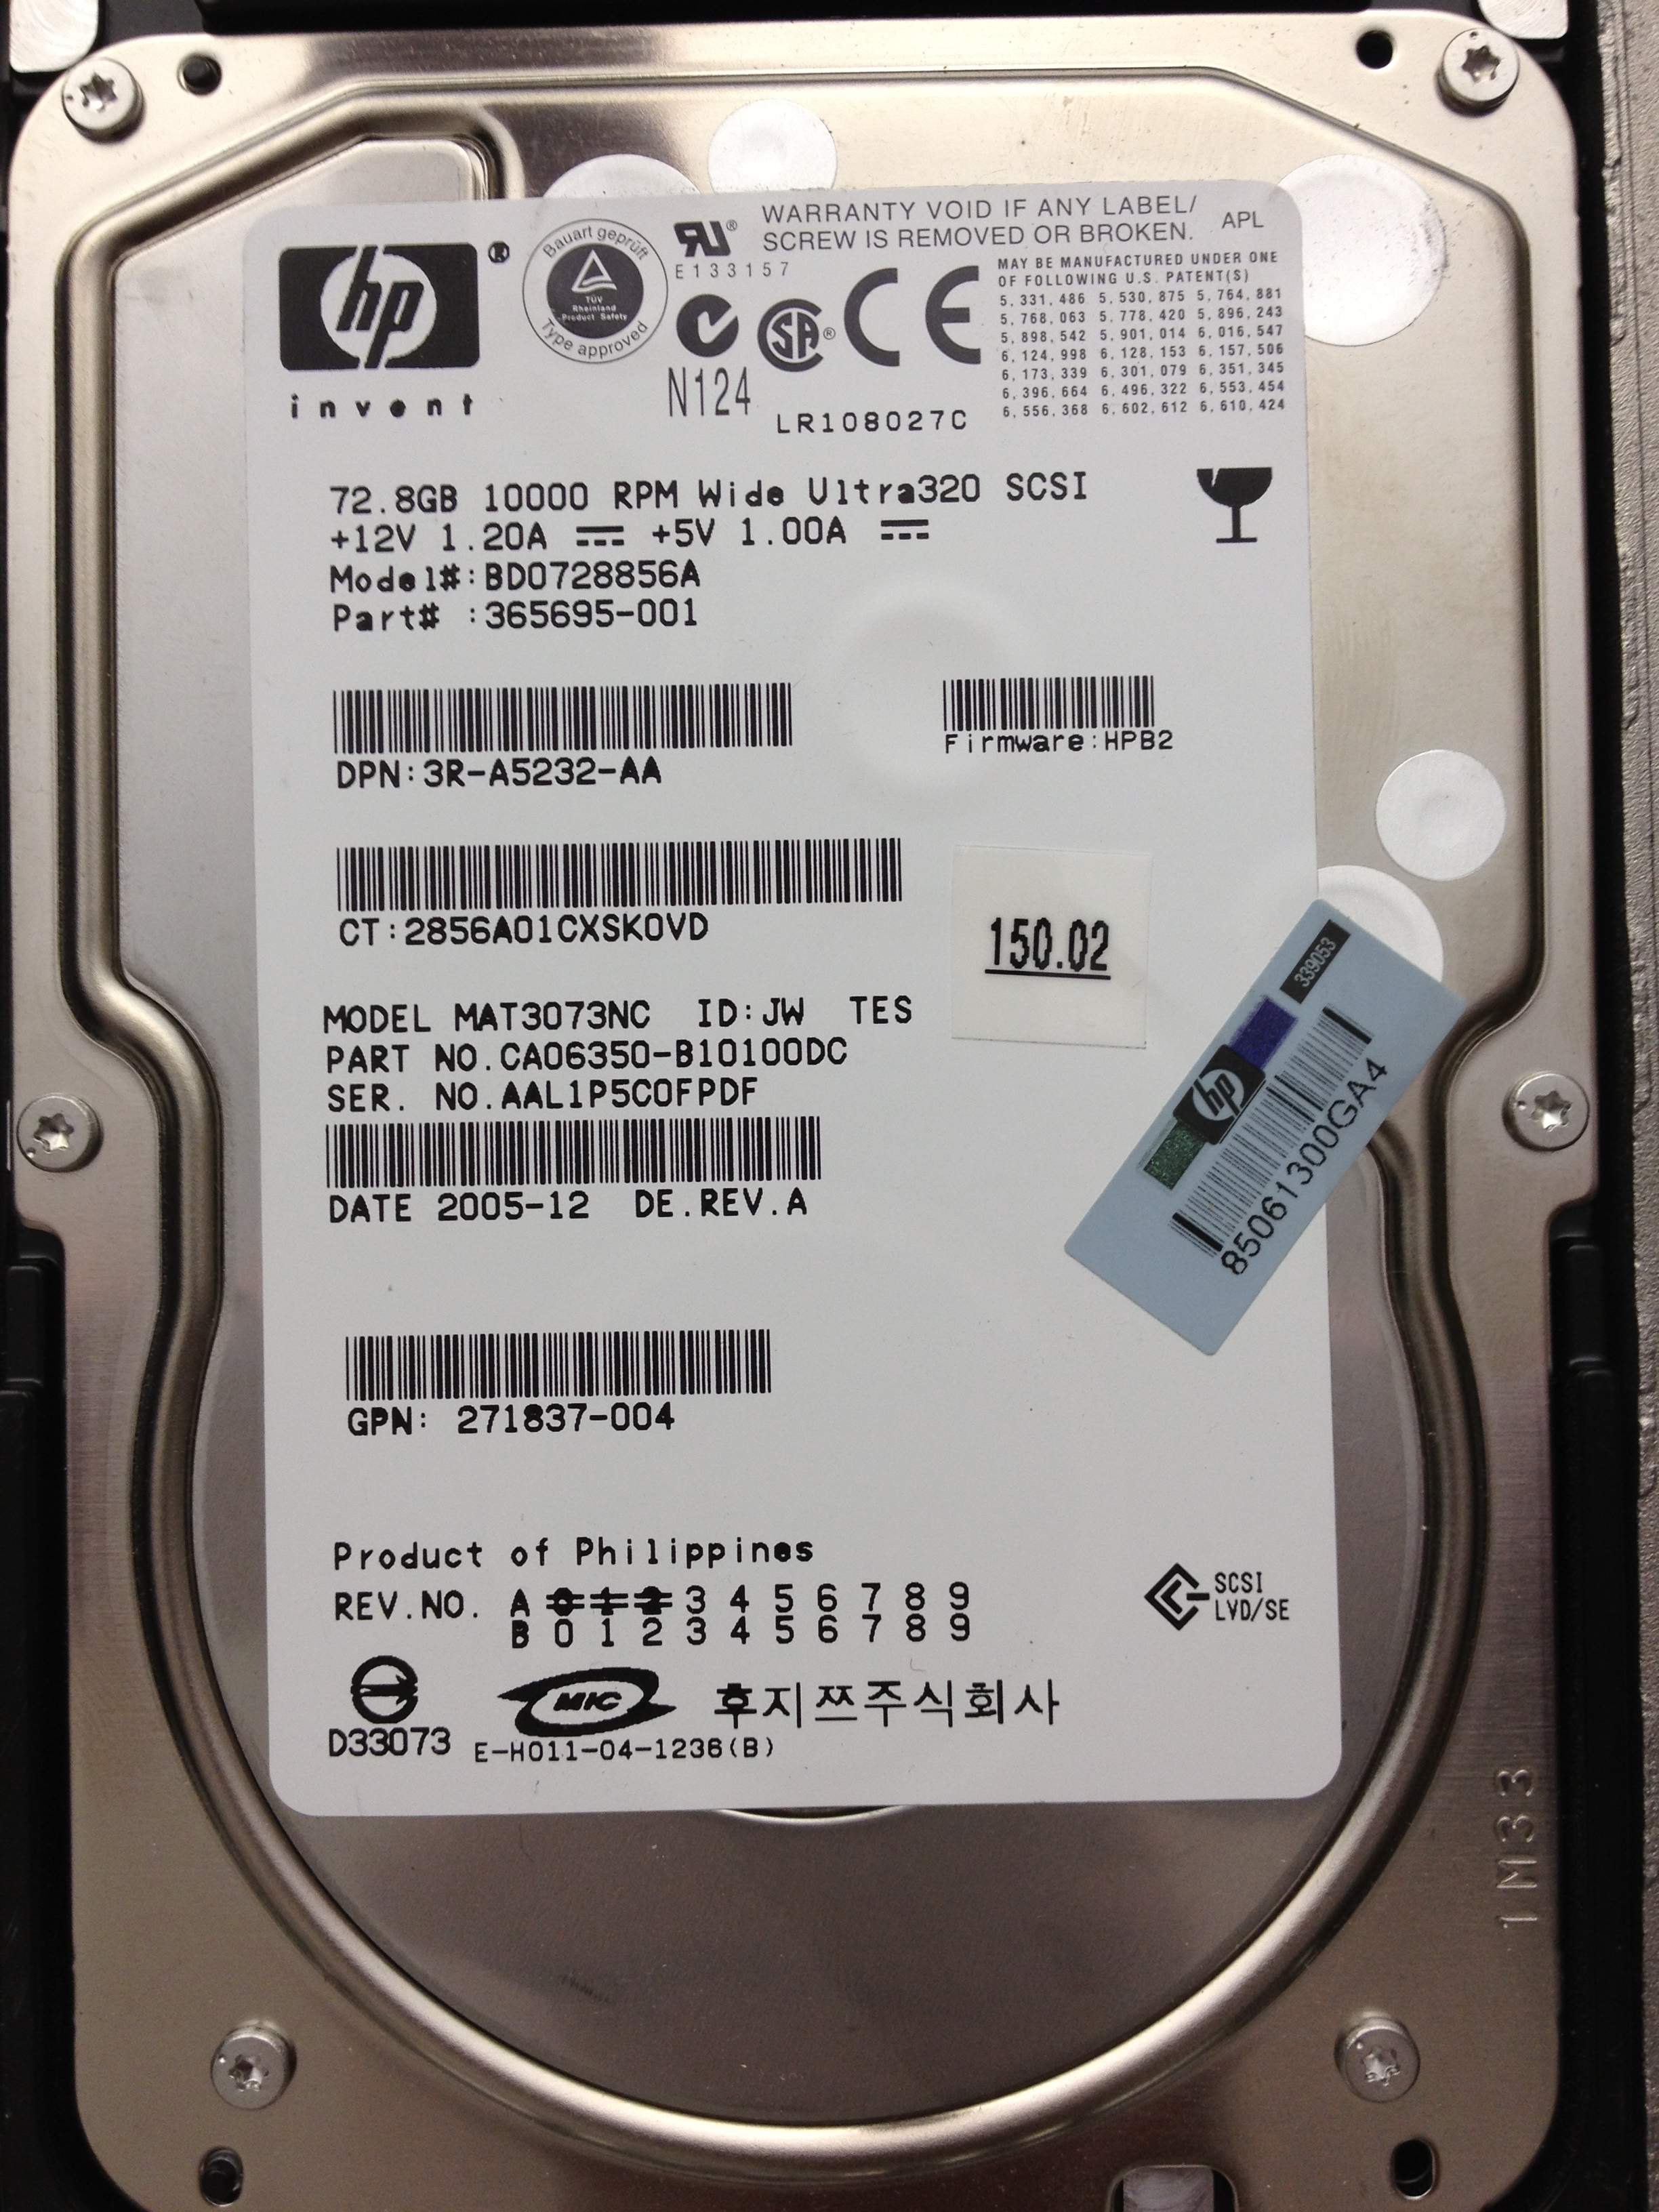 hp ®
invent
Bauart geprüft
TÜV
Rheinland
Product Safety
Type approved
RU ®
E133157
SA ®
CE
N124
LR108027C
WARRANTY VOID IF ANY LABEL/
SCREW IS REMOVED OR BROKEN.
APL
MAY BE MANUFACTURED UNDER ONE
OF FOLLOWING U.S. PATENT(S)
5,331,486 5,530,875 5,764,881
5,768,063 5,778,420 5,896,243
5,898,542 5,901,014 6,016,547
6,124,998 6,128,153 6,157,506
6,173,339 6,301,079 6,351,345
6,396,664 6,496,322 6,553,454
6,556,368 6,602,612 6,610,424
72.8GB 10000 RPM Wide Ultra320 SCSI
+12V 1.20A +5V 1.00A
Model#:BD0728856A
Part# :365695-001
DPN:3R-A5232-AA
Firmware:HPB2
CT:2856A01CXSK0VD
150.02
339053
hp
85061300GA4
MODEL MAT3073NC ID:JW TES
PART NO.CA06350-B10100DC
SER. NO.AAL1P5C0FPDF
DATE 2005-12 DE.REV.A
GPN: 271837-004
Product of Philippines
REV.NO. A 0 1 2 3 4 5 6 7 8 9
B 0 1 2 3 4 5 6 7 8 9
SCSI
LVD/SE
D33073
MIC
후지쯔주식회사
E-H011-04-1236(B)
1M33